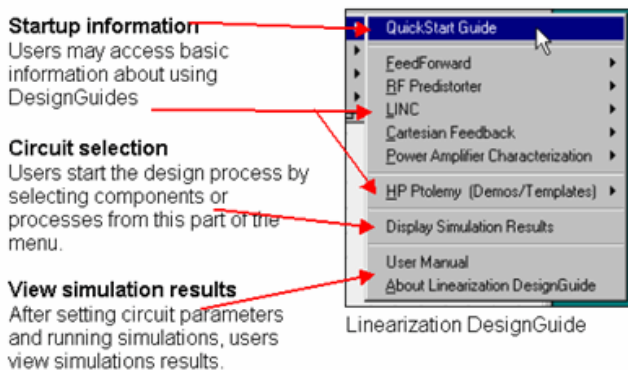 Startup information
Users may access basic
information about using
DesignGuides
Circuit selection
Users start the design process by
selecting components or
processes from this part of the
menu.
View simulation results
After setting circuit parameters
and running simulations, users
view simulations results.
QuickStart Guide
FeedForward
RF Predistorter
LINC
Cartesian Feedback
Power Amplifier Characterization
HP Ptolemy (Demos/Templates)
Display Simulation Results
User Manual
About Linearization DesignGuide
Linearization DesignGuide